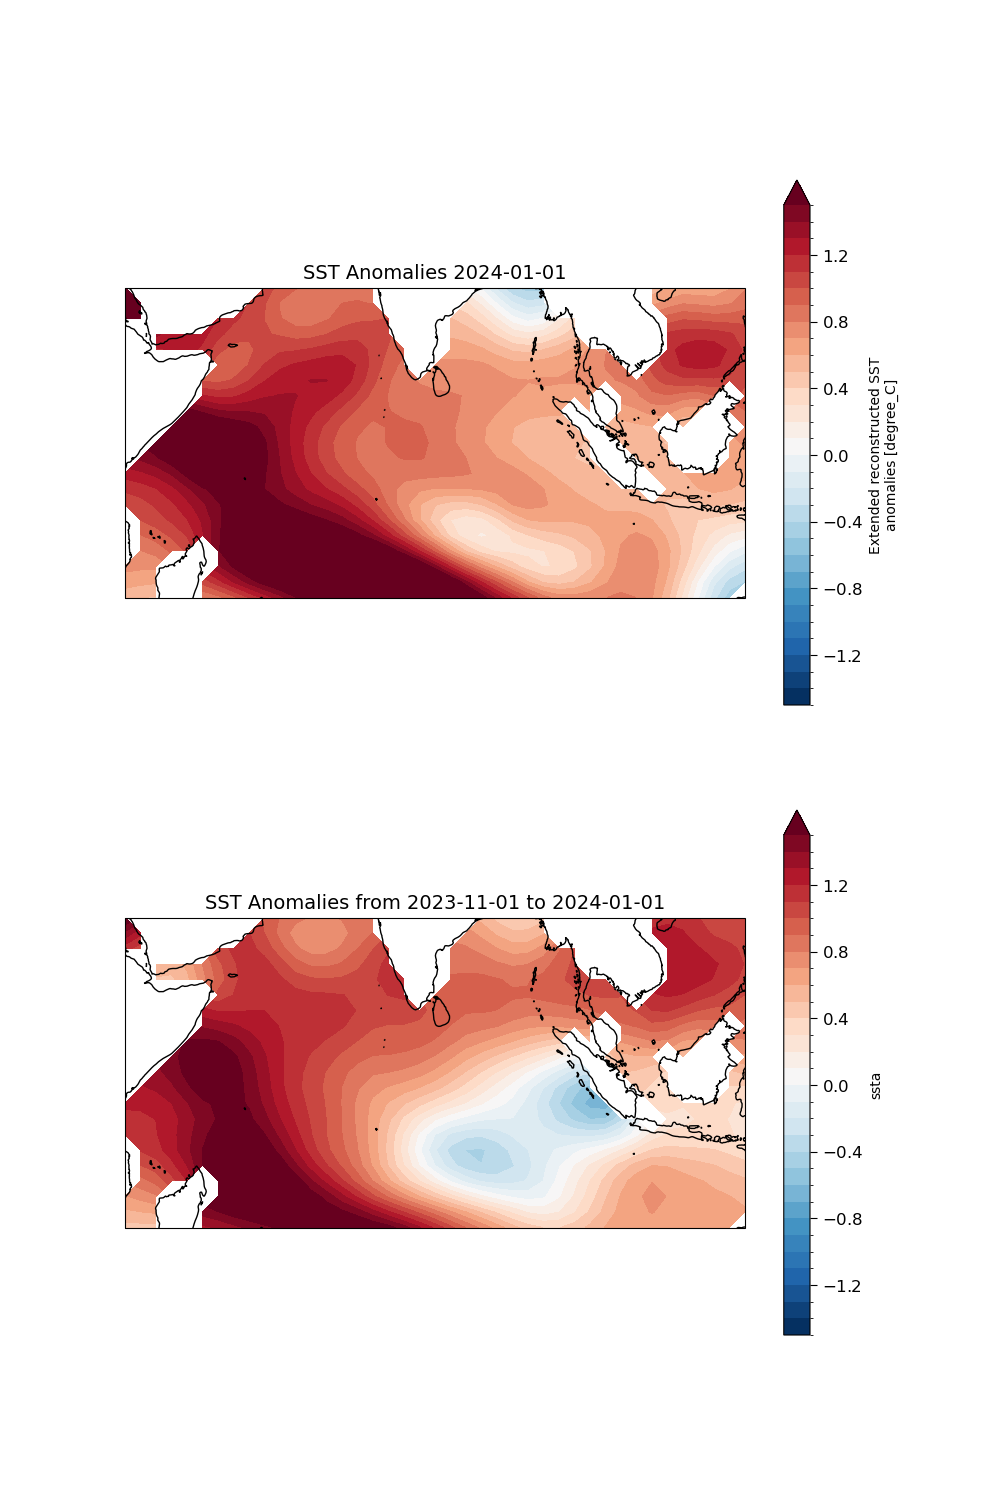 SST Anomalies 2024-01-01
1.2
0.8
0.4
0.0
−0.4
−0.8
−1.2
Extended reconstructed SST
anomalies [degree_C]
SST Anomalies from 2023-11-01 to 2024-01-01
1.2
0.8
0.4
0.0
−0.4
−0.8
−1.2
ssta